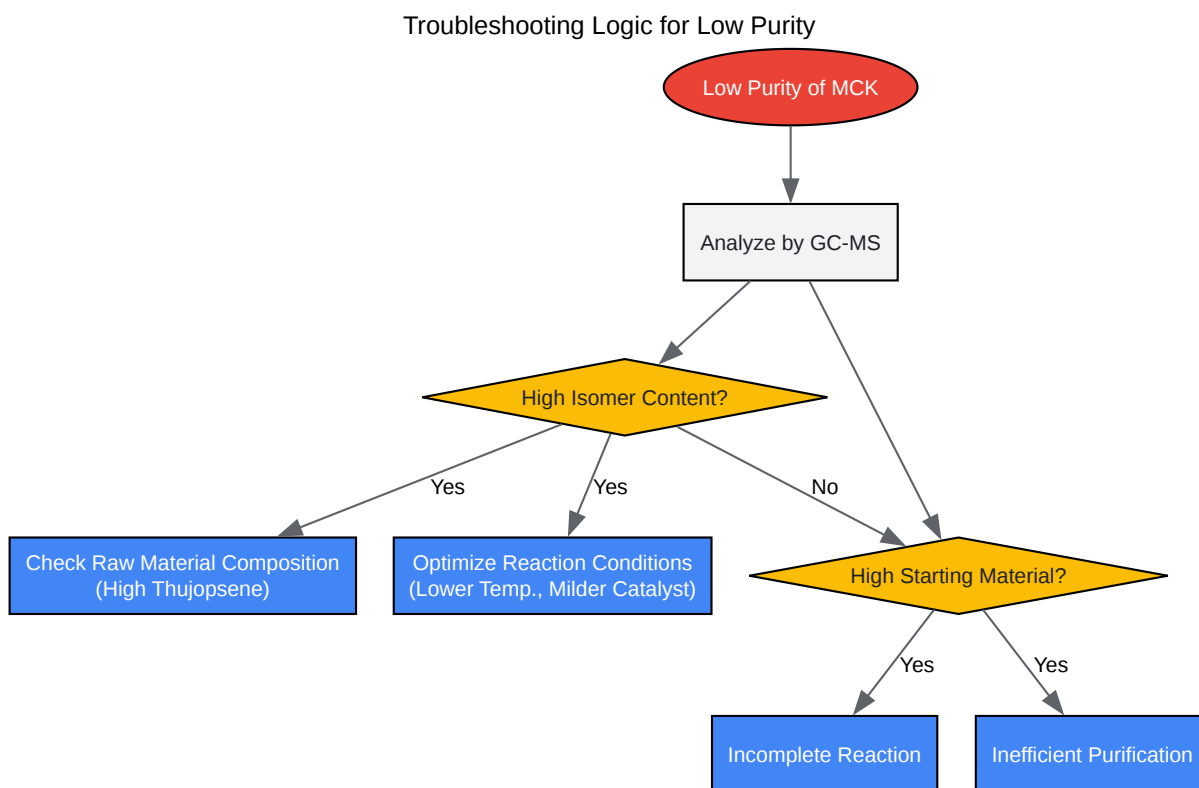 Troubleshooting Logic for Low Purity
Low Purity of MCK
Analyze by GC-MS
High Isomer Content?
Yes
Yes
No
Check Raw Material Composition
(High Thujopsene)
Optimize Reaction Conditions
(Lower Temp., Milder Catalyst)
High Starting Material?
Yes
Yes
Incomplete Reaction
Inefficient Purification